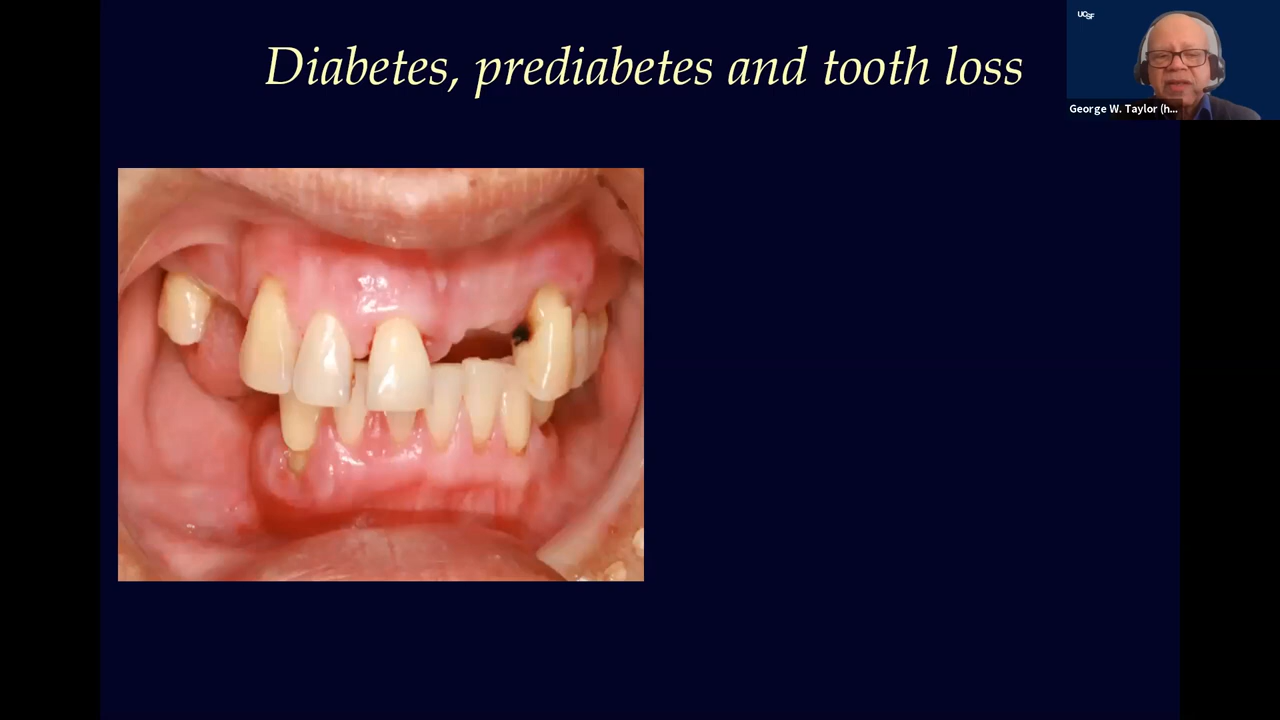 Diabetes, prediabetes and tooth loss
UCSF
George W. Taylor (h...